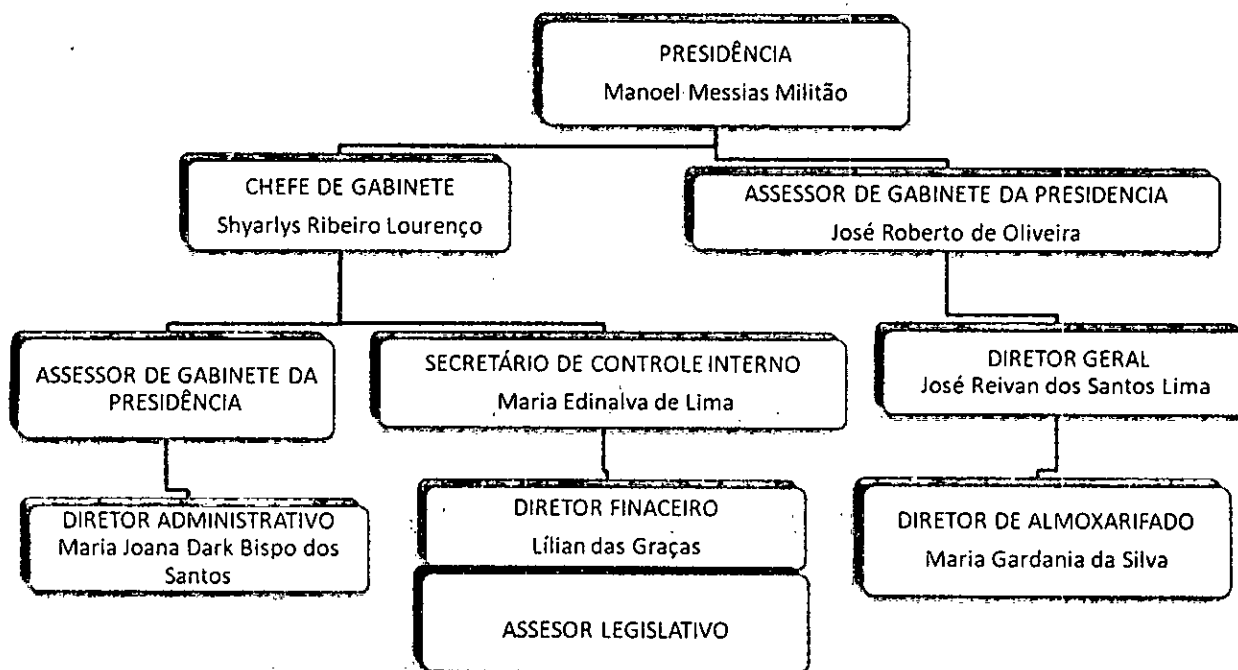 PRESIDÊNCIA
Manoel Messias Militão
CHEFE DE GABINETE
Shyarlys Ribeiro Lourenço
ASSESSOR DE GABINETE DA PRESIDENCIA
José Roberto de Oliveira
ASSESSOR DE GABINETE DA
PRESIDÊNCIA
SECRETÁRIO DE CONTROLE INTERNO
Maria Edinalva de Lima
DIRETOR GERAL
José Reivan dos Santos Lima
DIRETOR ADMINISTRATIVO
Maria Joana Dark Bispo dos
Santos
DIRETOR FINACEIRO
Lílian das Graças
DIRETOR DE ALMOXARIFADO
Maria Gardania da Silva
ASSESOR LEGISLATIVO